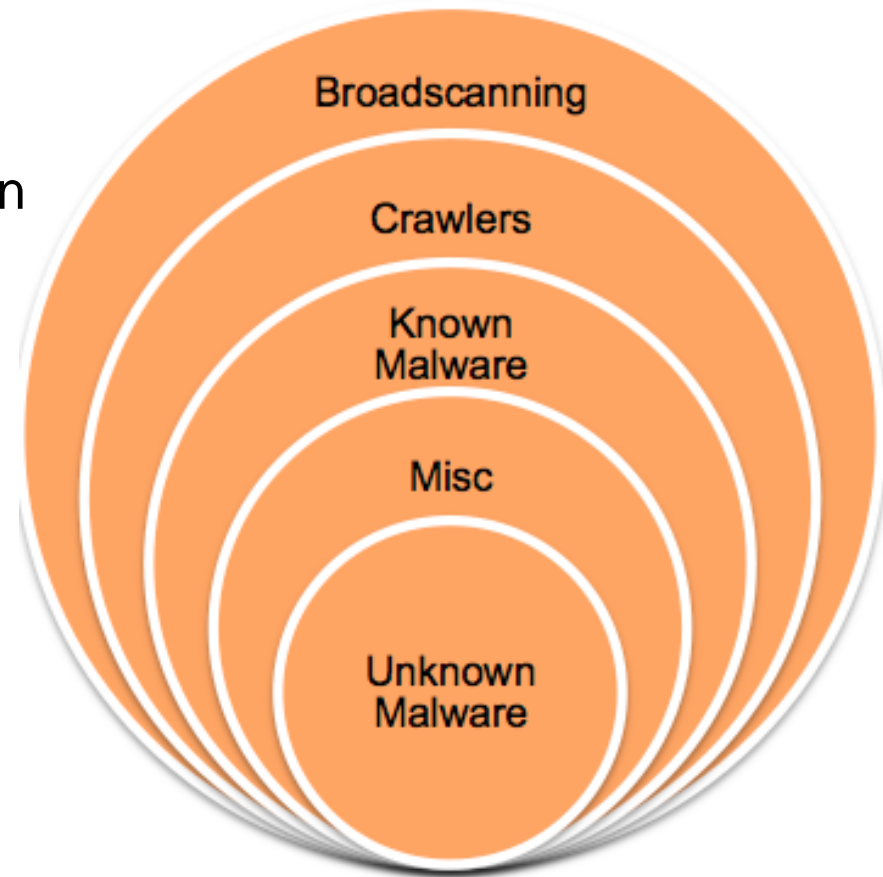 Broadscanning
n
Crawlers
Known
Malware
Misc
Unknown
Malware